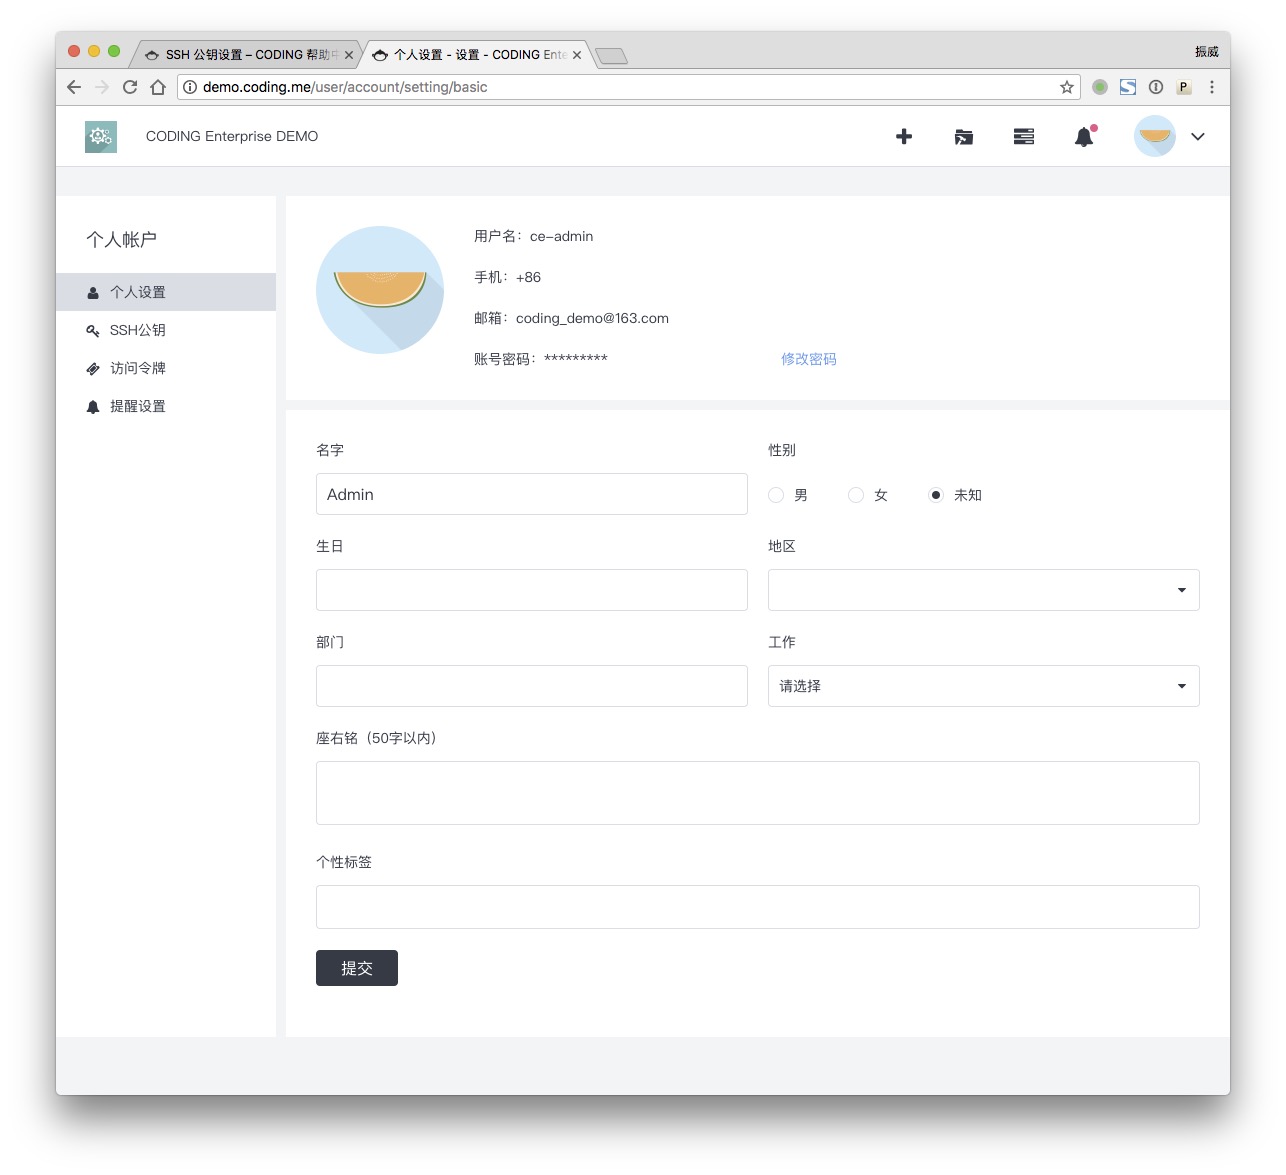 SSH 公钥设置 – CODING 帮助中
个人设置 - 设置 - CODING Ente
振威
demo.coding.me/user/account/setting/basic
P
CODING Enterprise DEMO
个人帐户
个人设置
SSH公钥
访问令牌
提醒设置
用户名：ce-admin
手机：+86
邮箱：coding_demo@163.com
账号密码：*********
修改密码
名字
性别
Admin
男
女
未知
生日
地区
部门
工作
请选择
座右铭（50字以内）
个性标签
提交